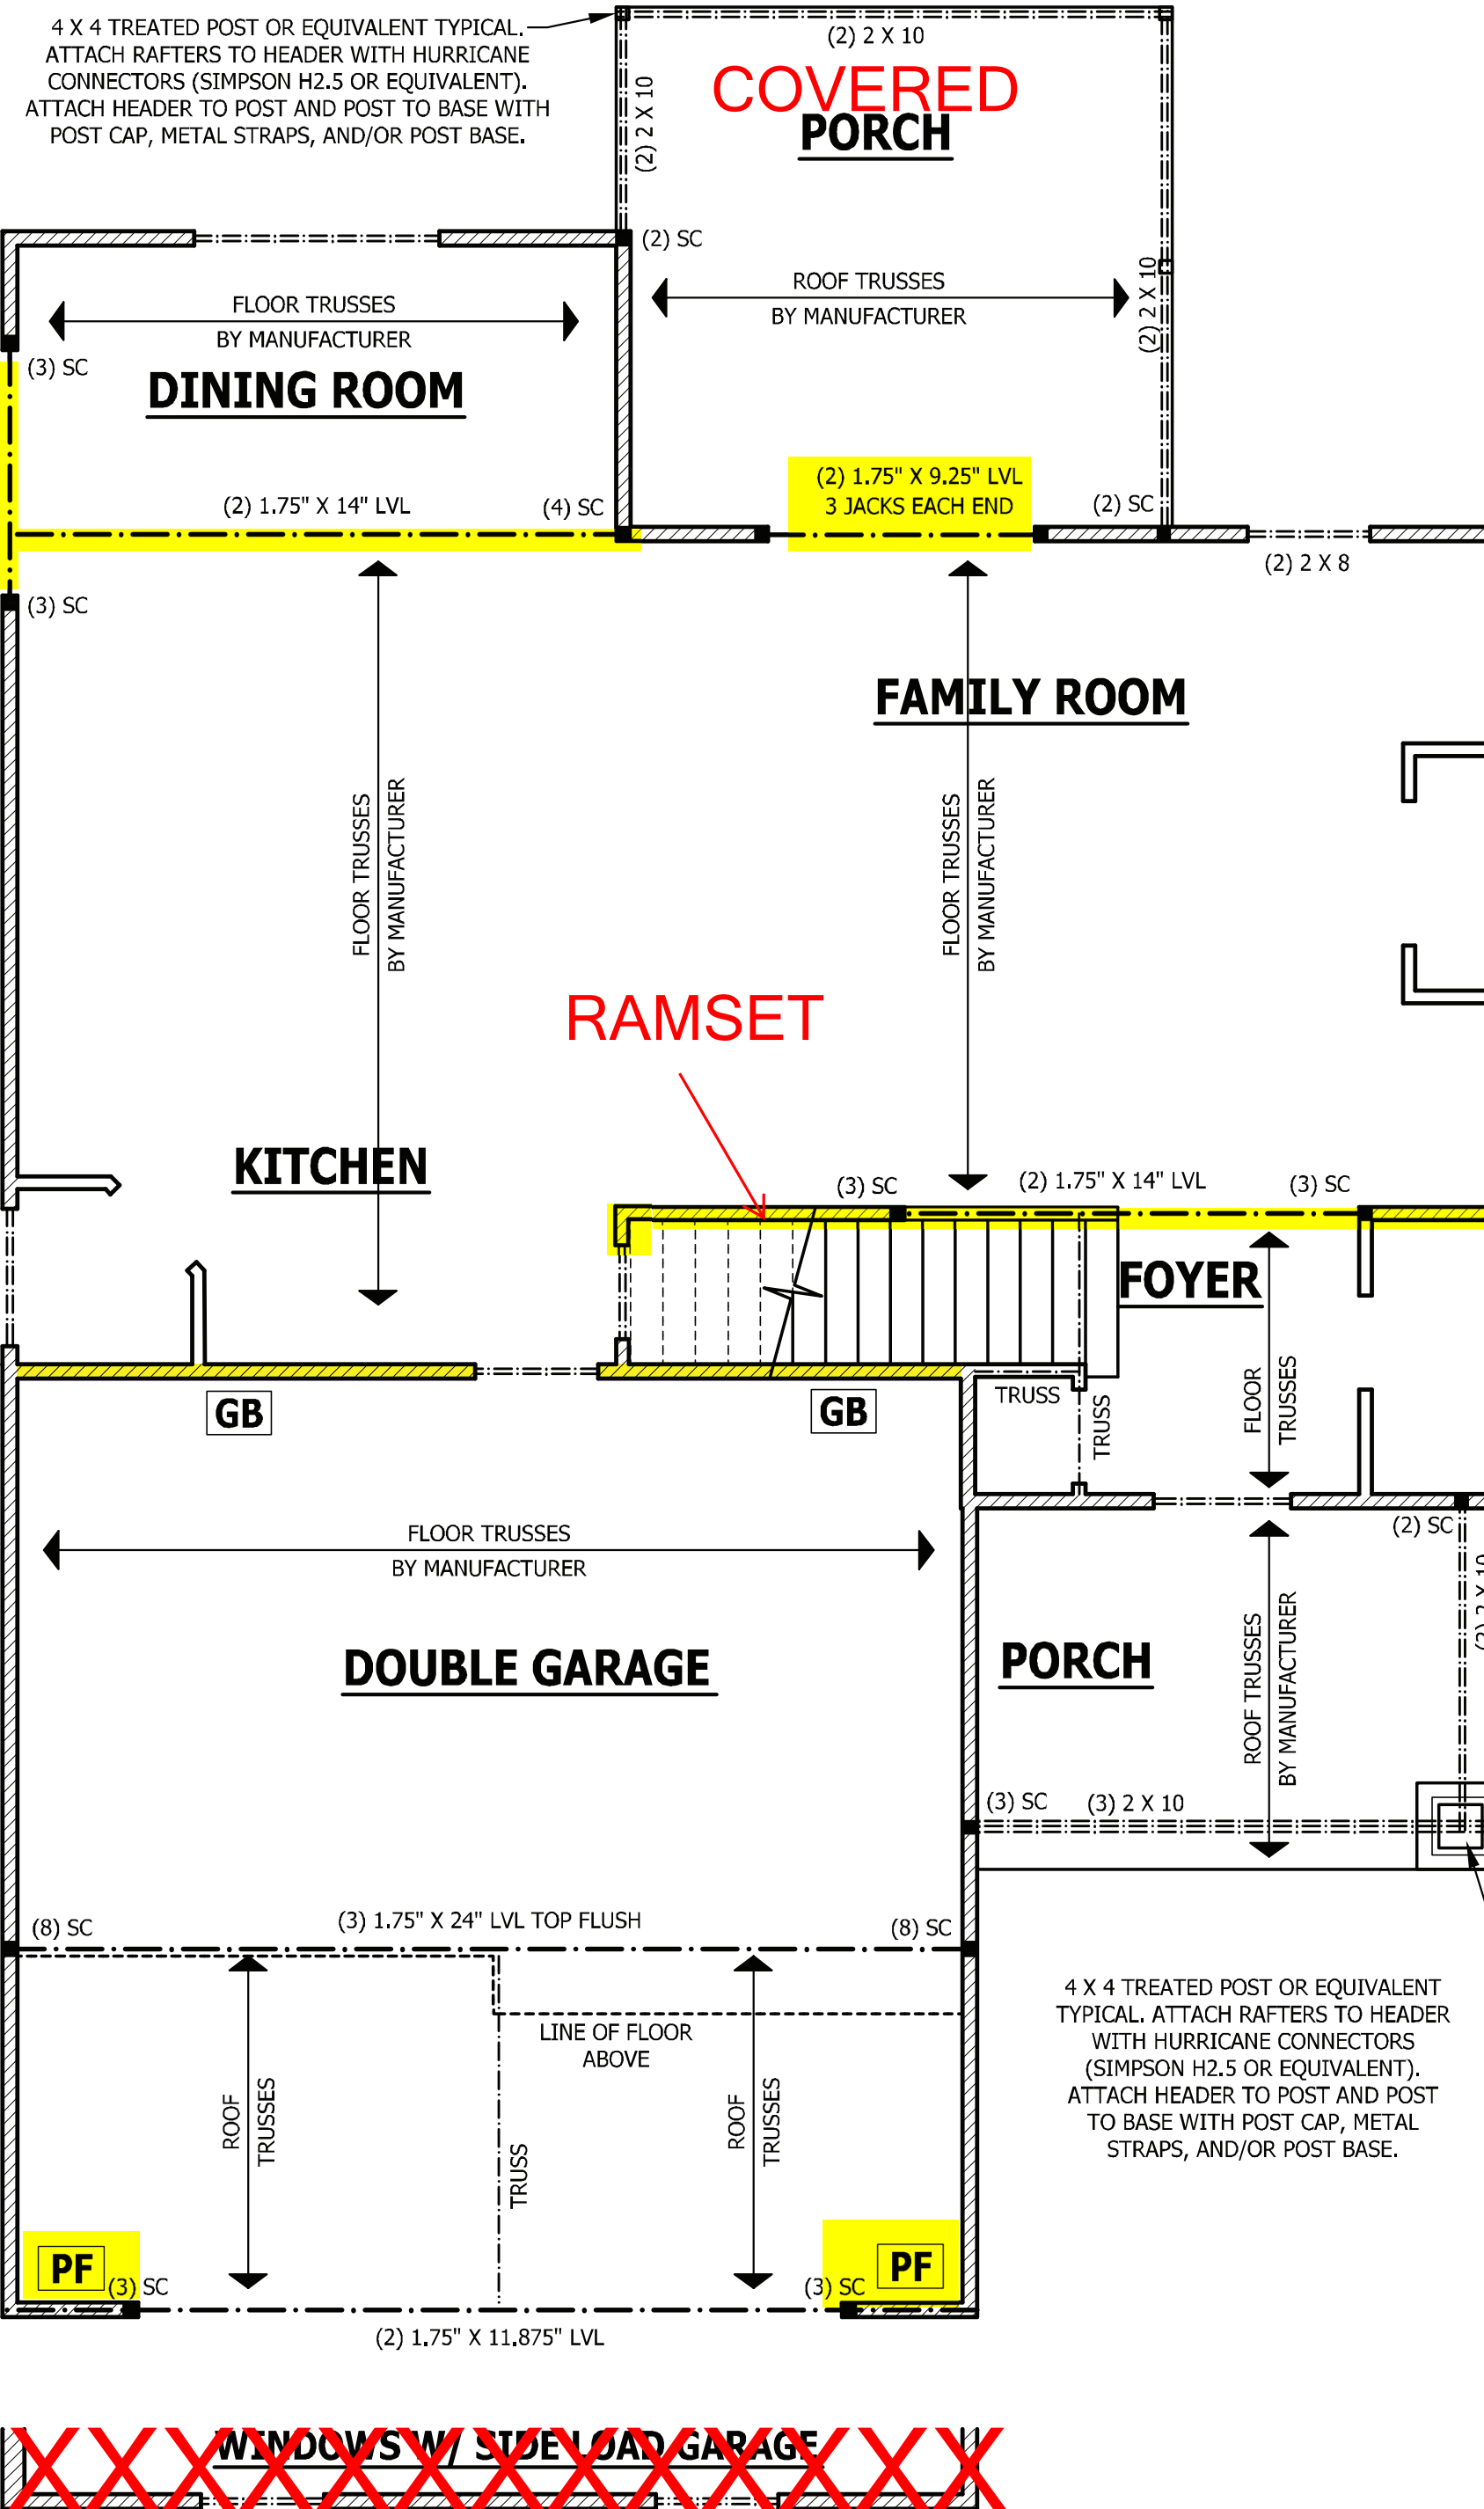 4 X 4 TREATED POST OR EQUIVALENT TYPICAL.
ATTACH RAFTERS TO HEADER WITH HURRICANE
CONNECTORS (SIMPSON H2.5 OR EQUIVALENT).
ATTACH HEADER TO POST AND POST TO BASE WITH
POST CAP, METAL STRAPS, AND/OR POST BASE.
(2) 2 X 10
(2) 2 X 10
COVERED
PORCH
(2) SC
ROOF TRUSSES
BY MANUFACTURER
(2) 2 X 10
FLOOR TRUSSES
BY MANUFACTURER
(3) SC
DINING ROOM
(2) 1.75" X 14" LVL
(4) SC
(2) 1.75" X 9.25" LVL
3 JACKS EACH END
(2) SC
(2) 2 X 8
(3) SC
FAMILY ROOM
FLOOR TRUSSES
BY MANUFACTURER
FLOOR TRUSSES
BY MANUFACTURER
RAMSET
KITCHEN
(3) SC
(2) 1.75" X 14" LVL
(3) SC
FOYER
GB
GB
TRUSS
TRUSS
FLOOR
TRUSSES
FLOOR TRUSSES
BY MANUFACTURER
(2) SC
DOUBLE GARAGE
PORCH
ROOF TRUSSES
BY MANUFACTURER
2 X 10
(3) SC
(3) 2 X 10
(8) SC
(3) 1.75" X 24" LVL TOP FLUSH
(8) SC
LINE OF FLOOR
ABOVE
4 X 4 TREATED POST OR EQUIVALENT
TYPICAL. ATTACH RAFTERS TO HEADER
WITH HURRICANE CONNECTORS
(SIMPSON H2.5 OR EQUIVALENT).
ATTACH HEADER TO POST AND POST
TO BASE WITH POST CAP, METAL
STRAPS, AND/OR POST BASE.
ROOF
TRUSSES
TRUSS
ROOF
TRUSSES
PF
(3) SC
(3) SC
PF
(2) 1.75" X 11.875" LVL
WINDOWS W/ SIDE LOAD GARAGE